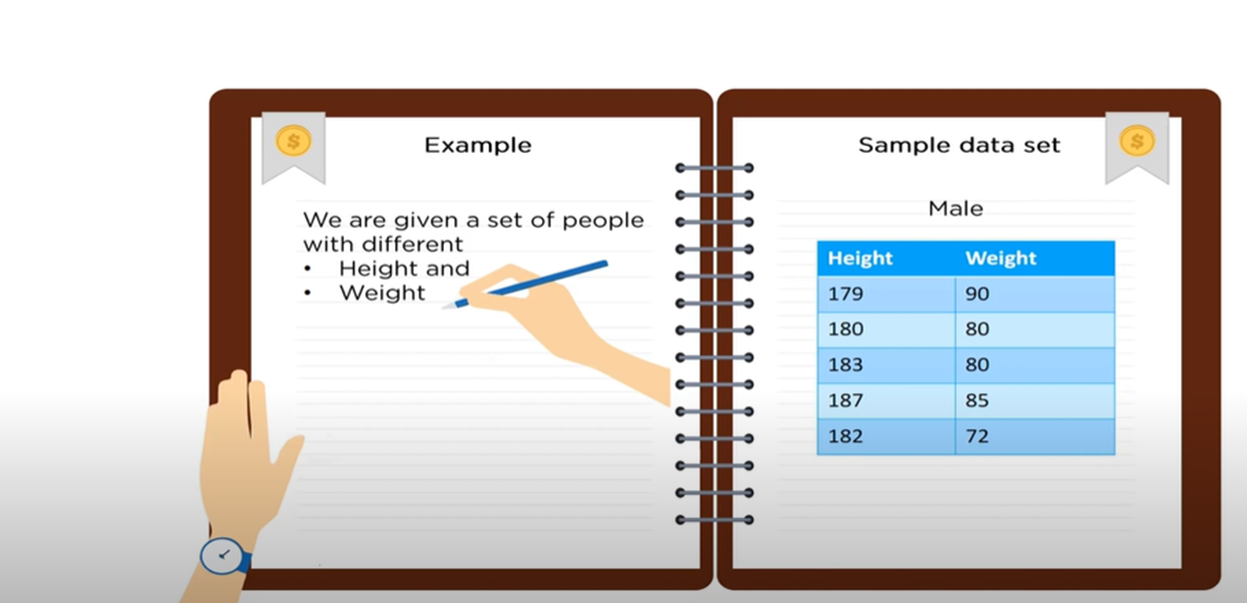 Example
We are given a set of people
with different
• Height and
• Weight
Sample data set
Male
Height Weight
179 90
180 80
183 80
187 85
182 72
$
$